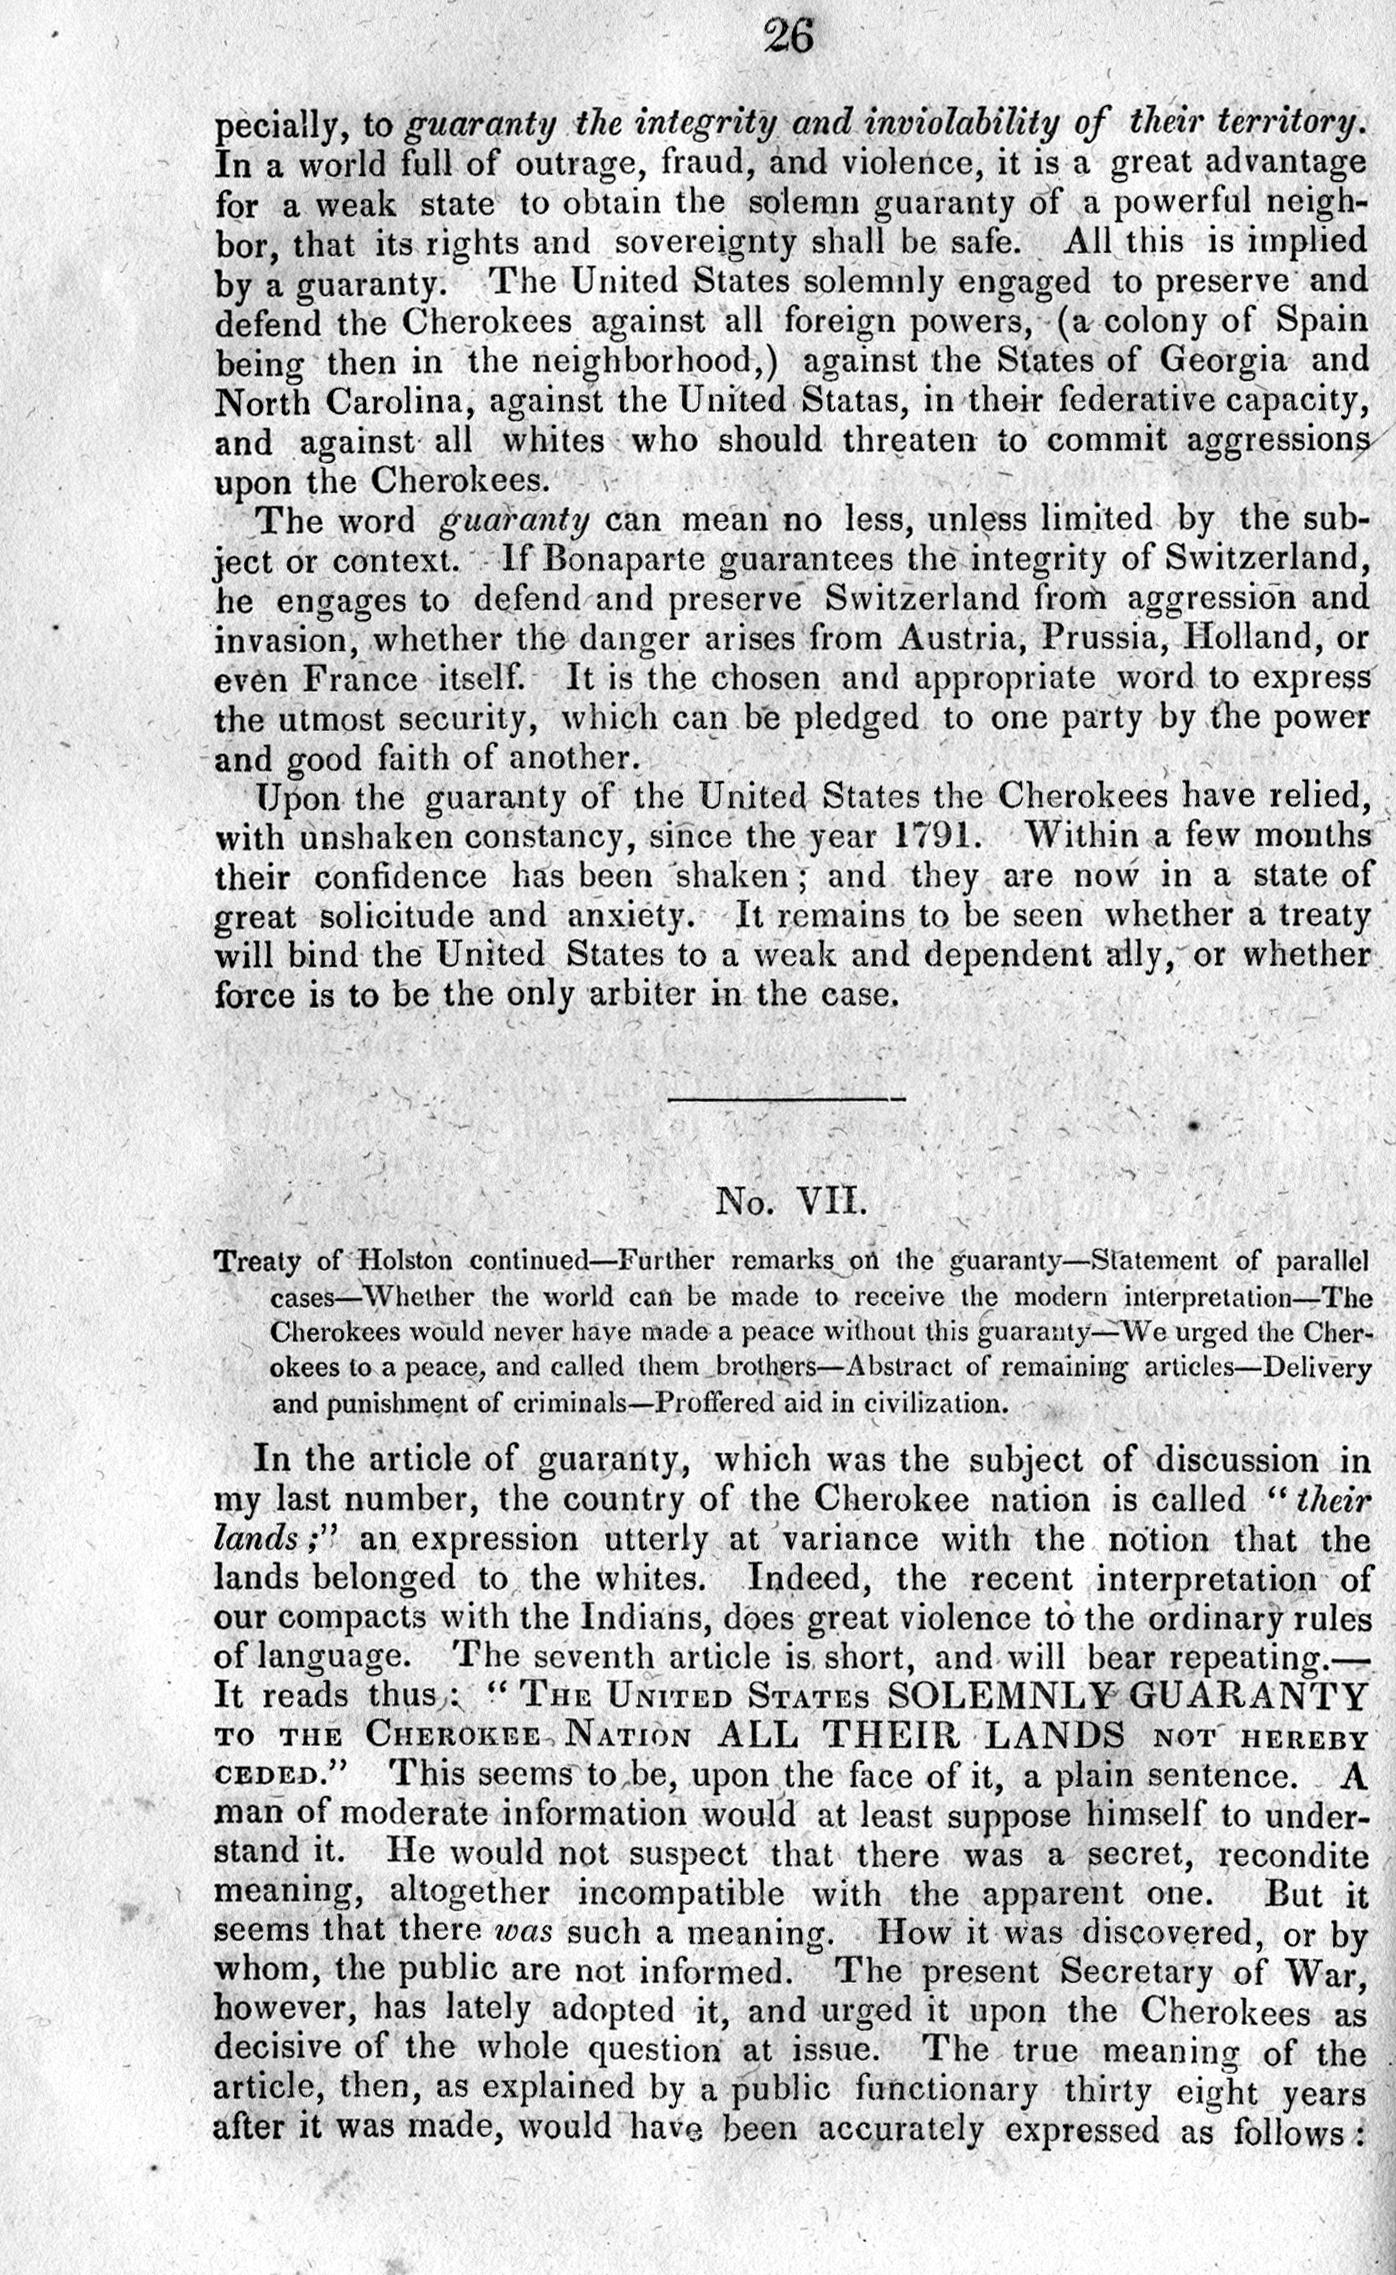 26
pecially, to guaranty the integrity and inviolability of their territory.
In a world full of outrage, fraud, and violence, it is a great advantage
for a weak state to obtain the solemn guaranty of a powerful neigh-
bor, that its rights and sovereignty shall be safe. All this is implied
by a guaranty. The United States solemnly engaged to preserve and
defend the Cherokees against all foreign powers, (a colony of Spain
being then in the neighborhood,) against the States of Georgia and
North Carolina, against the United Statas, in their federative capacity,
and against all whites who should threaten to commit aggressions
upon the Cherokees.
The word guaranty can mean no less, unless limited by the sub-
ject or context. If Bonaparte guarantees the integrity of Switzerland,
he engages to defend and preserve Switzerland from aggression and
invasion, whether the danger arises from Austria, Prussia, Holland, or
even France itself. It is the chosen and appropriate word to express
the utmost security, which can be pledged to one party by the power
and good faith of another.
Upon the guaranty of the United States the Cherokees have relied,
with unshaken constancy, since the year 1791. Within a few months
their confidence has been shaken; and they are now in a state of
great solicitude and anxiety. It remains to be seen whether a treaty
will bind the United States to a weak and dependent ally, or whether
force is to be the only arbiter in the case.
No. VII.
Treaty of Holston continued—Further remarks on the guaranty—Statement of parallel
cases—Whether the world can be made to receive the modern interpretation—The
Cherokees would never have made a peace without this guaranty—We urged the Cher-
okees to a peace, and called them brothers—Abstract of remaining articles—Delivery
and punishment of criminals—Proffered aid in civilization.
In the article of guaranty, which was the subject of discussion in
my last number, the country of the Cherokee nation is called "their
lands;" an expression utterly at variance with the notion that the
lands belonged to the whites. Indeed, the recent interpretation of
our compacts with the Indians, does great violence to the ordinary rules
of language. The seventh article is short, and will bear repeating.—
It reads thus: "The United States SOLEMNLY GUARANTY
to the Cherokee Nation ALL THEIR LANDS not hereby
ceded." This seems to be, upon the face of it, a plain sentence. A
man of moderate information would at least suppose himself to under-
stand it. He would not suspect that there was a secret, recondite
meaning, altogether incompatible with the apparent one. But it
seems that there was such a meaning. How it was discovered, or by
whom, the public are not informed. The present Secretary of War,
however, has lately adopted it, and urged it upon the Cherokees as
decisive of the whole question at issue. The true meaning of the
article, then, as explained by a public functionary thirty eight years
after it was made, would have been accurately expressed as follows: